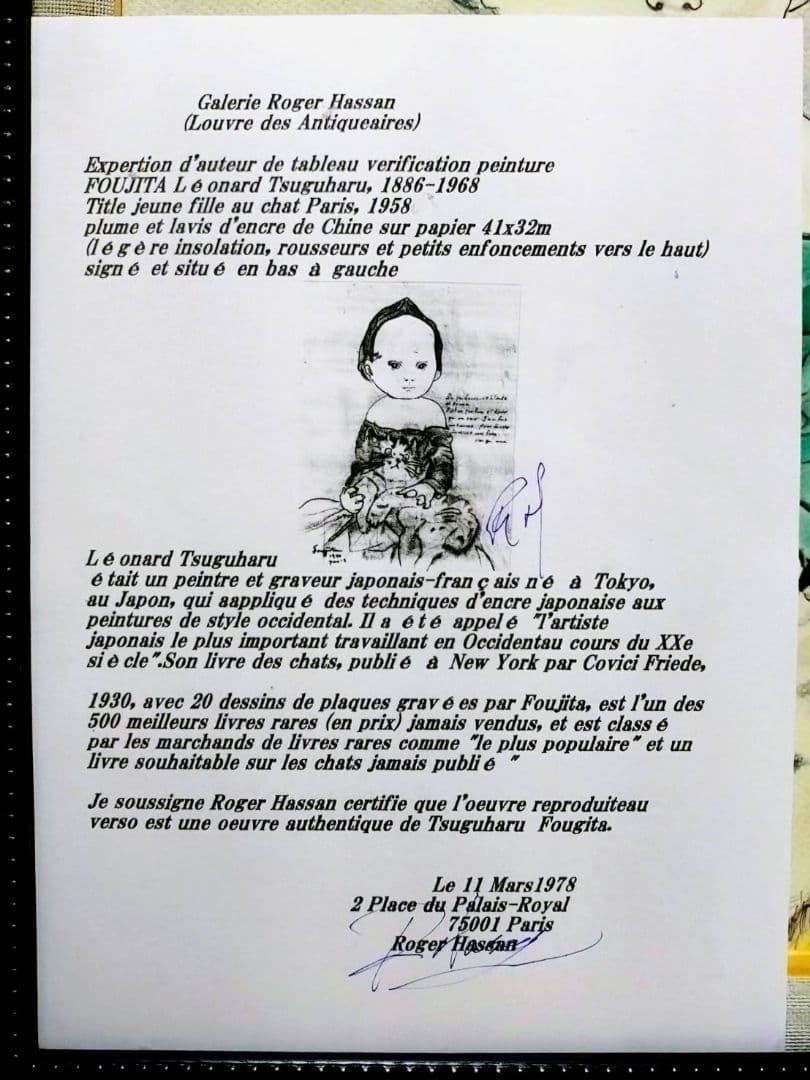 Galerie Roger Hassan
(Louvre des Antiqueaires)
Expertion d'auteur de tableau verification peinture
FOUJITA Lé onard Tsuguharu, 1886-1968
Title jeune fille au chat Paris, 1958
plume et lavis d'encre de Chine sur papier 41x32m
(lé gè re insolation, rousseurs et petits enfoncements vers le haut)
sign é et situ é en bas à gauche
Lé onard Tsuguharu
é tait un peintre et graveur japonais-fran ç ais né à Tokyo,
au Japon, qui aappliqu é des techniques d'encre japonaise aux
peintures de style occidental. Il a é té appel é "l'artiste
japonais le plus important travaillant en Occidentau cours du XXe
si è cle".Son livre des chats, publi é à New York par Covici Friede,
1930, avec 20 dessins de plaques grav é es par Foujita, est l'un des
500 meilleurs livres rares (en prix) jamais vendus, et est class é
par les marchands de livres rares comme "le plus populaire" et un
livre souhaitable sur les chats jamais publi é "
Je soussigne Roger Hassan certifie que l'oeuvre reproduiteau
verso est une oeuvre authentique de Tsuguharu Fougita.
Le 11 Mars1978
2 Place du Palais-Royal
75001 Paris
Roger Hassan